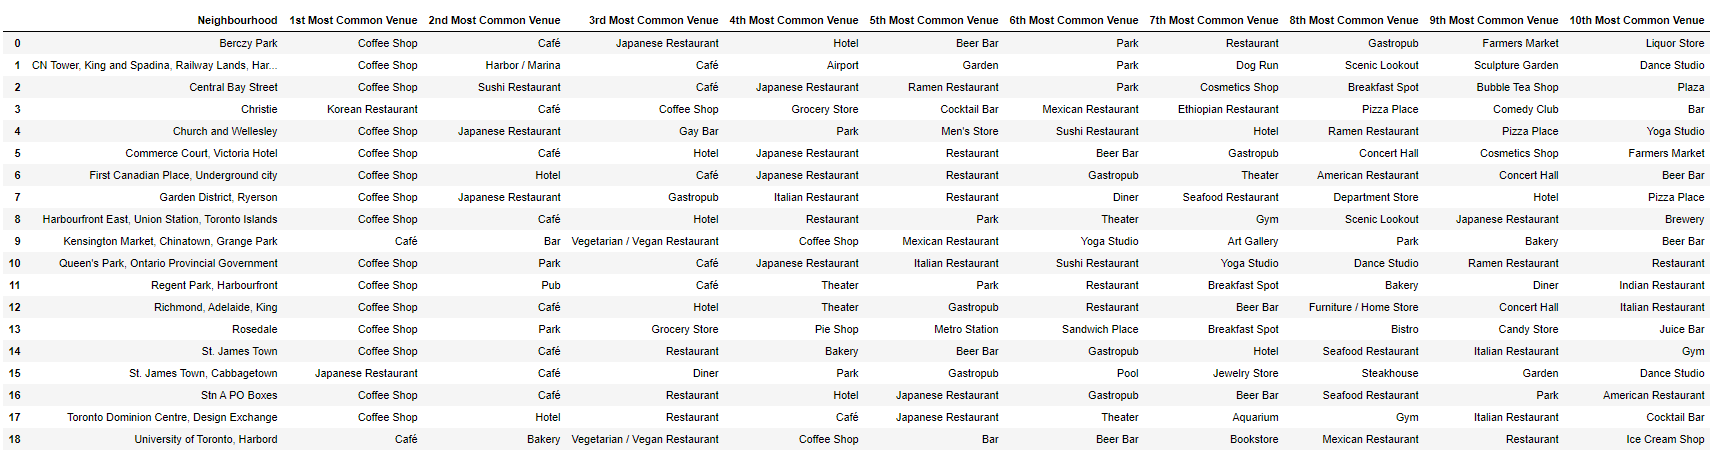 Neighbourhood 1st Most Common Venue 2nd Most Common Venue 3rd Most Common Venue 4th Most Common Venue 5th Most Common Venue 6th Most Common Venue 7th Most Common Venue 8th Most Common Venue 9th Most Common Venue 10th Most Common Venue
0 Berczy Park Coffee Shop Café Japanese Restaurant Hotel Beer Bar Park Restaurant Gastropub Farmers Market Liquor Store
1 CN Tower, King and Spadina, Railway Lands, Har... Coffee Shop Harbor / Marina Café Airport Garden Park Dog Run Scenic Lookout Sculpture Garden Dance Studio
2 Central Bay Street Coffee Shop Sushi Restaurant Café Japanese Restaurant Ramen Restaurant Park Cosmetics Shop Breakfast Spot Bubble Tea Shop Plaza
3 Christie Korean Restaurant Café Coffee Shop Grocery Store Cocktail Bar Mexican Restaurant Ethiopian Restaurant Pizza Place Comedy Club Bar
4 Church and Wellesley Coffee Shop Japanese Restaurant Gay Bar Park Men's Store Sushi Restaurant Hotel Ramen Restaurant Pizza Place Yoga Studio
5 Commerce Court, Victoria Hotel Coffee Shop Café Hotel Japanese Restaurant Restaurant Beer Bar Gastropub Concert Hall Cosmetics Shop Farmers Market
6 First Canadian Place, Underground city Coffee Shop Hotel Café Japanese Restaurant Restaurant Gastropub Theater American Restaurant Concert Hall Beer Bar
7 Garden District, Ryerson Coffee Shop Japanese Restaurant Gastropub Italian Restaurant Restaurant Diner Seafood Restaurant Department Store Hotel Pizza Place
8 Harbourfront East, Union Station, Toronto Islands Coffee Shop Café Hotel Restaurant Park Theater Gym Scenic Lookout Japanese Restaurant Brewery
9 Kensington Market, Chinatown, Grange Park Café Bar Vegetarian / Vegan Restaurant Coffee Shop Mexican Restaurant Yoga Studio Art Gallery Park Bakery Beer Bar
10 Queen's Park, Ontario Provincial Government Coffee Shop Park Café Japanese Restaurant Italian Restaurant Sushi Restaurant Yoga Studio Dance Studio Ramen Restaurant Restaurant
11 Regent Park, Harbourfront Coffee Shop Pub Café Theater Park Restaurant Breakfast Spot Bakery Diner Indian Restaurant
12 Richmond, Adelaide, King Coffee Shop Café Hotel Theater Gastropub Restaurant Beer Bar Furniture / Home Store Concert Hall Italian Restaurant
13 Rosedale Coffee Shop Park Grocery Store Pie Shop Metro Station Sandwich Place Breakfast Spot Bistro Candy Store Juice Bar
14 St. James Town Coffee Shop Café Restaurant Bakery Beer Bar Gastropub Hotel Seafood Restaurant Italian Restaurant Gym
15 St. James Town, Cabbagetown Japanese Restaurant Café Diner Park Gastropub Pool Jewelry Store Steakhouse Garden Dance Studio
16 Stn A PO Boxes Coffee Shop Café Restaurant Hotel Japanese Restaurant Gastropub Beer Bar Seafood Restaurant Park American Restaurant
17 Toronto Dominion Centre, Design Exchange Coffee Shop Hotel Restaurant Café Japanese Restaurant Theater Aquarium Gym Italian Restaurant Cocktail Bar
18 University of Toronto, Harbord Café Bakery Vegetarian / Vegan Restaurant Coffee Shop Bar Beer Bar Bookstore Mexican Restaurant Restaurant Ice Cream Shop